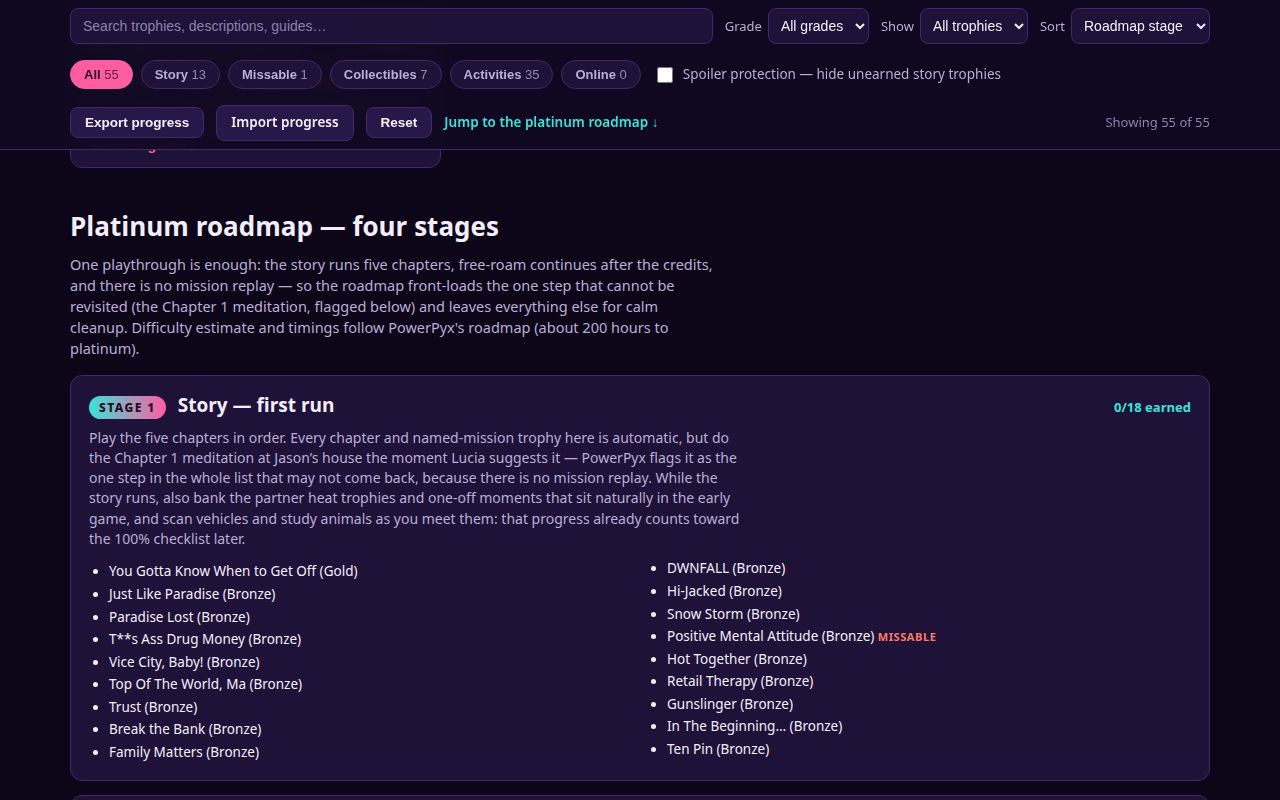 Search trophies, descriptions, guides…
Grade All grades Show All trophies Sort Roadmap stage
All 55 Story 13 Missable 1 Collectibles 7 Activities 35 Online 0 Spoiler protection — hide unearned story trophies
Export progress Import progress Reset Jump to the platinum roadmap ↓ Showing 55 of 55
Platinum roadmap — four stages
One playthrough is enough: the story runs five chapters, free-roam continues after the credits,
and there is no mission replay — so the roadmap front-loads the one step that cannot be
revisited (the Chapter 1 meditation, flagged below) and leaves everything else for calm
cleanup. Difficulty estimate and timings follow PowerPyx's roadmap (about 200 hours to
platinum).
STAGE 1 Story — first run 0/18 earned
Play the five chapters in order. Every chapter and named-mission trophy here is automatic, but do
the Chapter 1 meditation at Jason’s house the moment Lucia suggests it — PowerPyx flags it as the
one step in the whole list that may not come back, because there is no mission replay. While the
story runs, also bank the partner heat trophies and one-off moments that sit naturally in the early
game, and scan vehicles and study animals as you meet them: that progress already counts toward
the 100% checklist later.
You Gotta Know When to Get Off (Gold)
Just Like Paradise (Bronze)
Paradise Lost (Bronze)
T**s Ass Drug Money (Bronze)
Vice City, Baby! (Bronze)
Top Of The World, Ma (Bronze)
Trust (Bronze)
Break the Bank (Bronze)
Family Matters (Bronze)
DWNFALL (Bronze)
Hi-Jacked (Bronze)
Snow Storm (Bronze)
Positive Mental Attitude (Bronze) MISSABLE
Hot Together (Bronze)
Retail Therapy (Bronze)
Gunslinger (Bronze)
In The Beginning... (Bronze)
Ten Pin (Bronze)